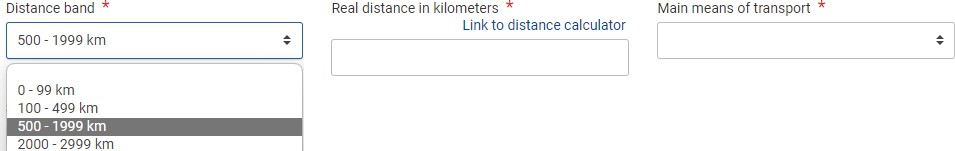 Distance band *
Real distance in kilometers *
Main means of transport *
Link to distance calculator
500 - 1999 km
0 - 99 km
100 - 499 km
500 - 1999 km
2000 - 2999 km